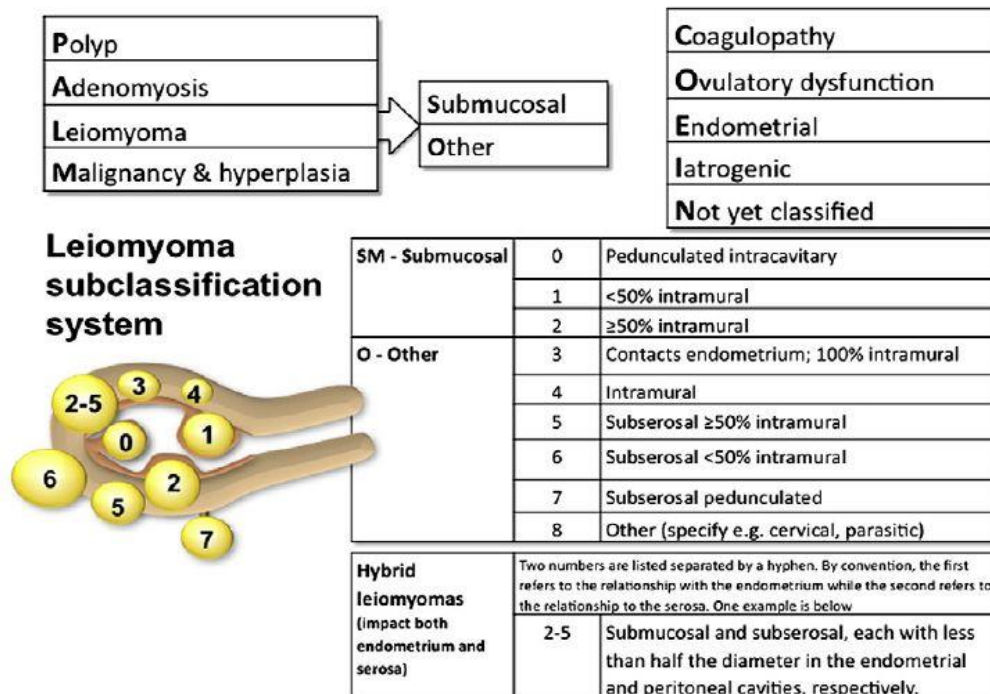 Polyp
Adenomyosis
Leiomyoma
Malignancy & hyperplasia
Submucosal
Other
Coagulopathy
Ovulatory dysfunction
Endometrial
Iatrogenic
Not yet classified
Leiomyoma
subclassification
system
SM - Submucosal
0
Pedunculated intracavitary
1
<50% intramural
2
≥50% intramural
O - Other
3
Contacts endometrium; 100% intramural
4
Intramural
5
Subserosal ≥50% intramural
6
Subserosal <50% intramural
7
Subserosal pedunculated
8
Other (specify e.g. cervical, parasitic)
2-5
3
4
0
1
6
2
5
7
Hybrid
leiomyomas
(impact both
endometrium and
serosa)
Two numbers are listed separated by a hyphen. By convention, the first
refers to the relationship with the endometrium while the second refers to
the relationship to the serosa. One example is below
2-5
Submucosal and subserosal, each with less
than half the diameter in the endometrial
and peritoneal cavities, respectively.